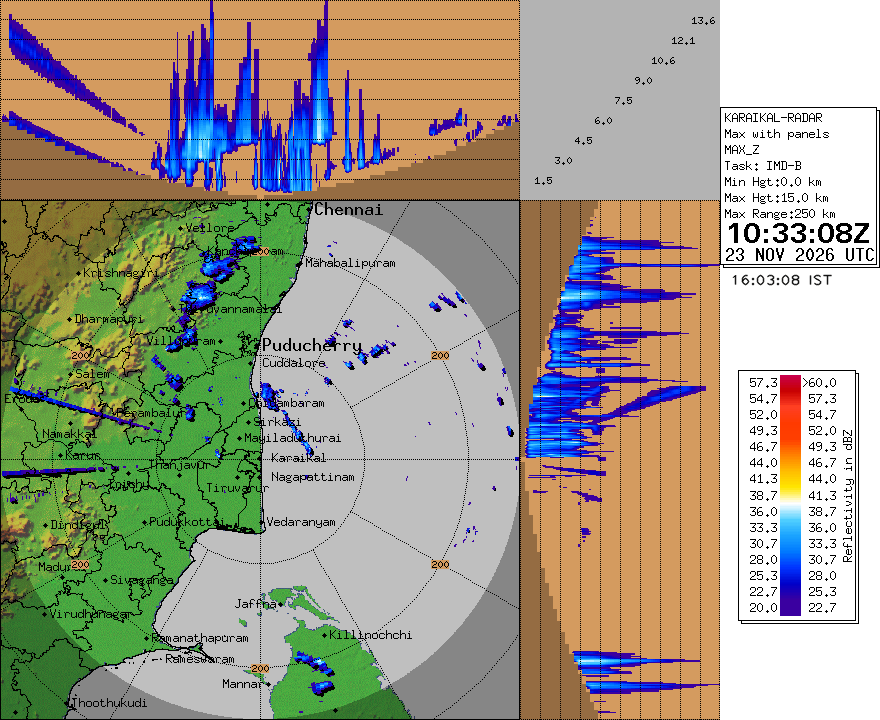 13.6
12.1
10.6
9.0
7.5
6.0
4.5
3.0
1.5
KARAIKAL-RADAR
Max with panels
MAX_Z
Task: IMD-B
Min Hgt:0.0 km
Max Hgt:15.0 km
Max Range:250 km
10:33:08Z
23 NOV 2026 UTC
16:03:08 IST
Chennai
Vellore
200
Mahabalipuram
Krishnagiri
Dharmapuri
Puducherry
200
200
Cuddalore
Salem
Perambalur
Sirkazi
Namakkal
Mayiladuthurai
Karur
Karaikal
Thanjavur
Nagapattinam
Tiruvarur
Dindigul
Pudukkottai
Vedaranyam
200
200
Sivaganga
Jaffna
Virudhunagar
Ramanathapuram
Killinochchi
Rameswaram
200
Mannar
Thoothukudi
57.3 >60.0
54.7 57.3
52.0 54.7
49.3 52.0
46.7 49.3
44.0 46.7
41.3 44.0
38.7 41.3
36.0 38.7
33.3 36.0
30.7 33.3
28.0 30.7
25.3 28.0
22.7 25.3
20.0 22.7
Reflectivity in dBZ